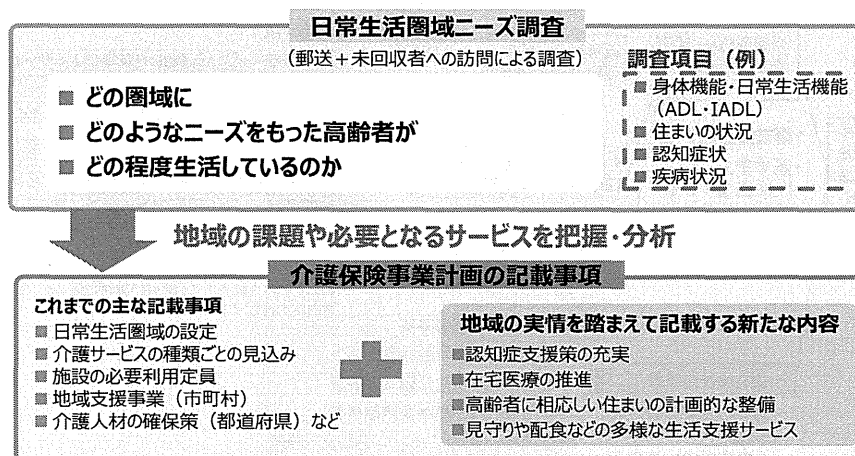 日常生活圏域ニーズ調査
（郵送＋未回収者への訪問による調査）
■ どの圏域に
■ どのようなニーズをもった高齢者が
■ どの程度生活しているのか
調査項目（例）
■ 身体機能・日常生活機能
（ADL・IADL）
■ 住まいの状況
■ 認知症状
■ 疾病状況
地域の課題や必要となるサービスを把握・分析
介護保険事業計画の記載事項
これまでの主な記載事項
■ 日常生活圏域の設定
■ 介護サービスの種類ごとの見込み
■ 施設の必要利用定員
■ 地域支援事業（市町村）
■ 介護人材の確保策（都道府県）など
地域の実情を踏まえて記載する新たな内容
■認知症支援策の充実
■在宅医療の推進
■高齢者に相応しい住まいの計画的な整備
■見守りや配食などの多様な生活支援サービス